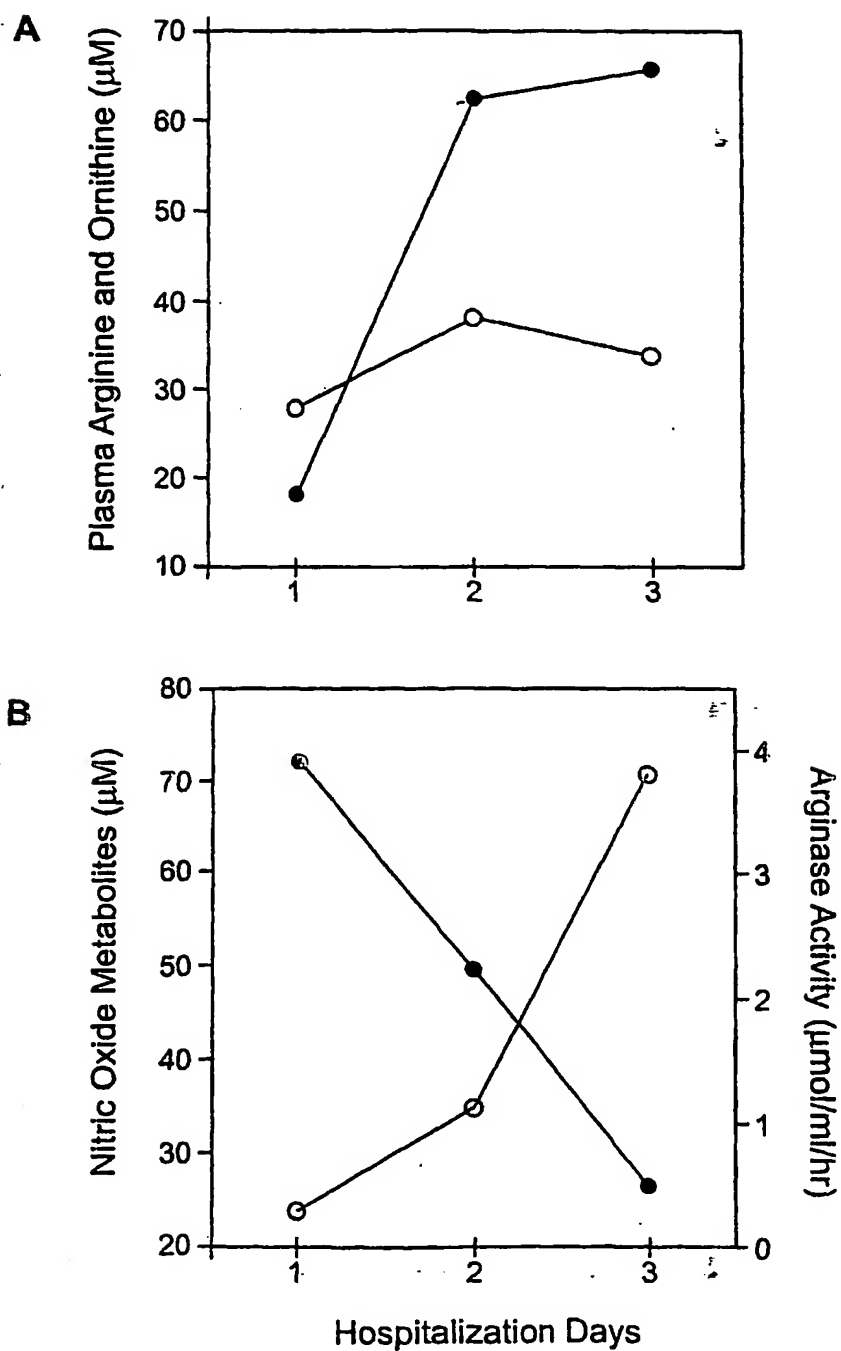 A
Plasma Arginine and Ornithine (μM)
70
60
50
40
30
20
10
1 2 3
B
Nitric Oxide Metabolites (μM)
80
70
60
50
40
30
20
4
3
2
1
0
Arginase Activity (μmol/ml/hr)
1 2 3
Hospitalization Days